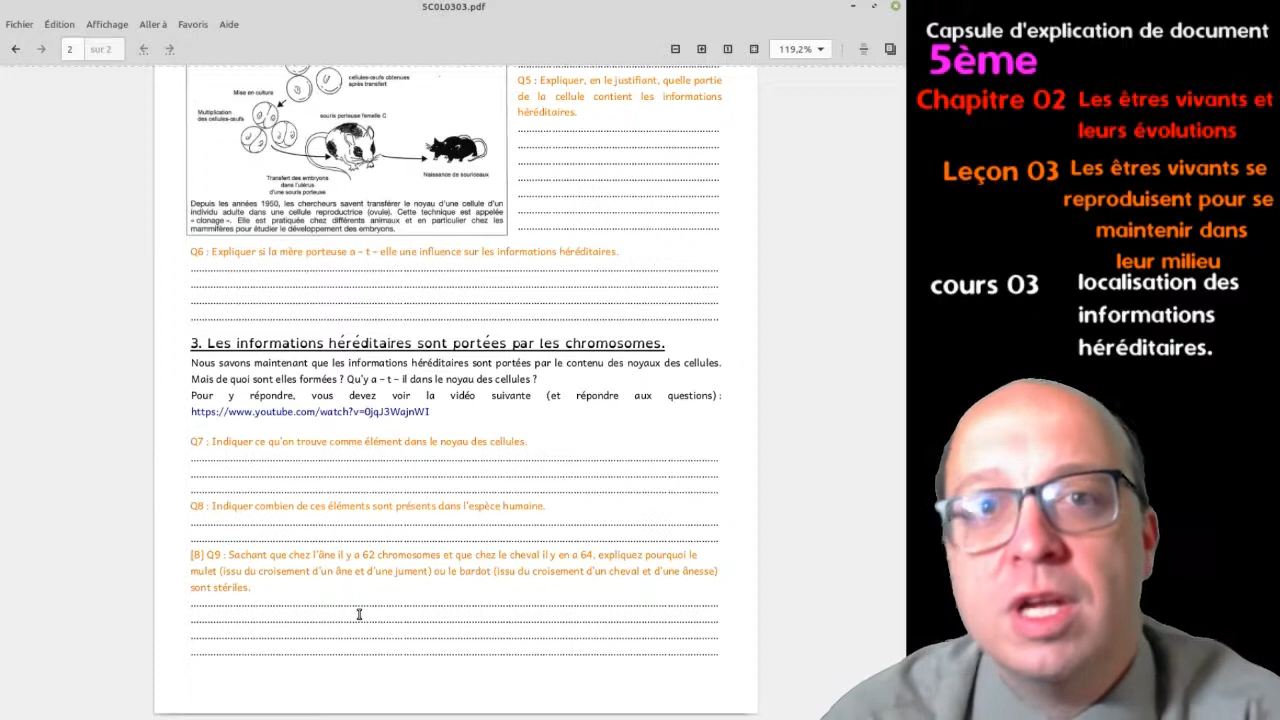 SC0L0303.pdf
Fichier Édition Affichage Aller à Favoris Aide
2 sur 2 119,2%
cellules-œufs obtenues
après transfert
Mise en culture
Multiplication
des cellules-œufs
souris porteuse femelle C
Transfert des embryons
dans l'utérus
d'une souris porteuse
Naissance de souriceaux
Depuis les années 1950, les chercheurs savent transférer le noyau d'une cellule d'un
individu adulte dans une cellule reproductrice (ovule). Cette technique est appelée
« clonage ». Elle est pratiquée chez différents animaux et en particulier chez les
mammifères pour étudier le développement des embryons.
Q5 : Expliquer, en le justifiant, quelle partie
de la cellule contient les informations
héréditaires.
Q6 : Expliquer si la mère porteuse a – t – elle une influence sur les informations héréditaires.
3. Les informations héréditaires sont portées par les chromosomes.
Nous savons maintenant que les informations héréditaires sont portées par le contenu des noyaux des cellules.
Mais de quoi sont elles formées ? Qu'y a – t – il dans le noyau des cellules ?
Pour y répondre, vous devez voir la vidéo suivante (et répondre aux questions) :
https://www.youtube.com/watch?v=0jqJ3WajnWI
Q7 : Indiquer ce qu'on trouve comme élément dans le noyau des cellules.
Q8 : Indiquer combien de ces éléments sont présents dans l'espèce humaine.
[B] Q9 : Sachant que chez l'âne il y a 62 chromosomes et que chez le cheval il y en a 64, expliquez pourquoi le
mulet (issu du croisement d'un âne et d'une jument) ou le bardot (issu du croisement d'un cheval et d'une ânesse)
sont stériles.
Capsule d'explication de document
5ème
Chapitre 02 Les êtres vivants et
leurs évolutions
Leçon 03 Les êtres vivants se
reproduisent pour se
maintenir dans
leur milieu
cours 03 localisation des
informations
héréditaires.